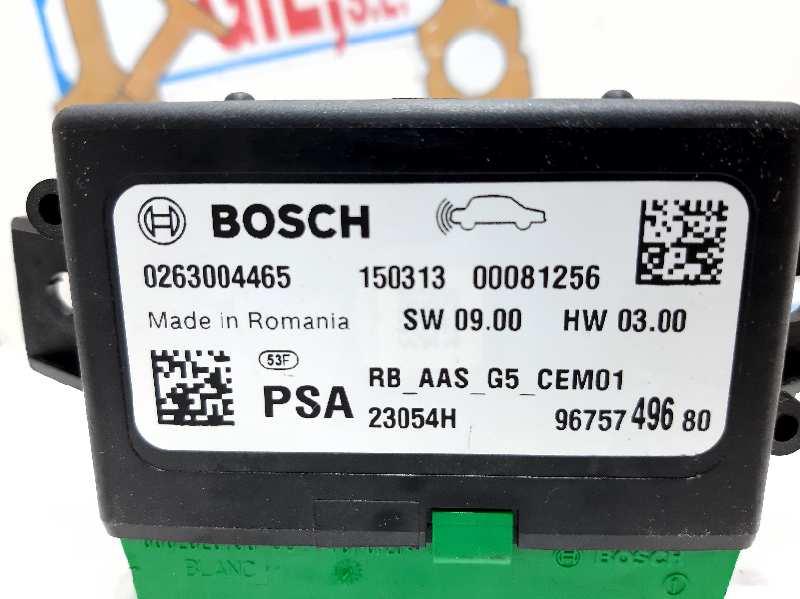 BOSCH
0263004465 150313 00081256
Made in Romania SW 09.00 HW 03.00
53F
PSA RB_AAS_G5_CEM01
23054H 96757 496 80
BOSCH
BLANC